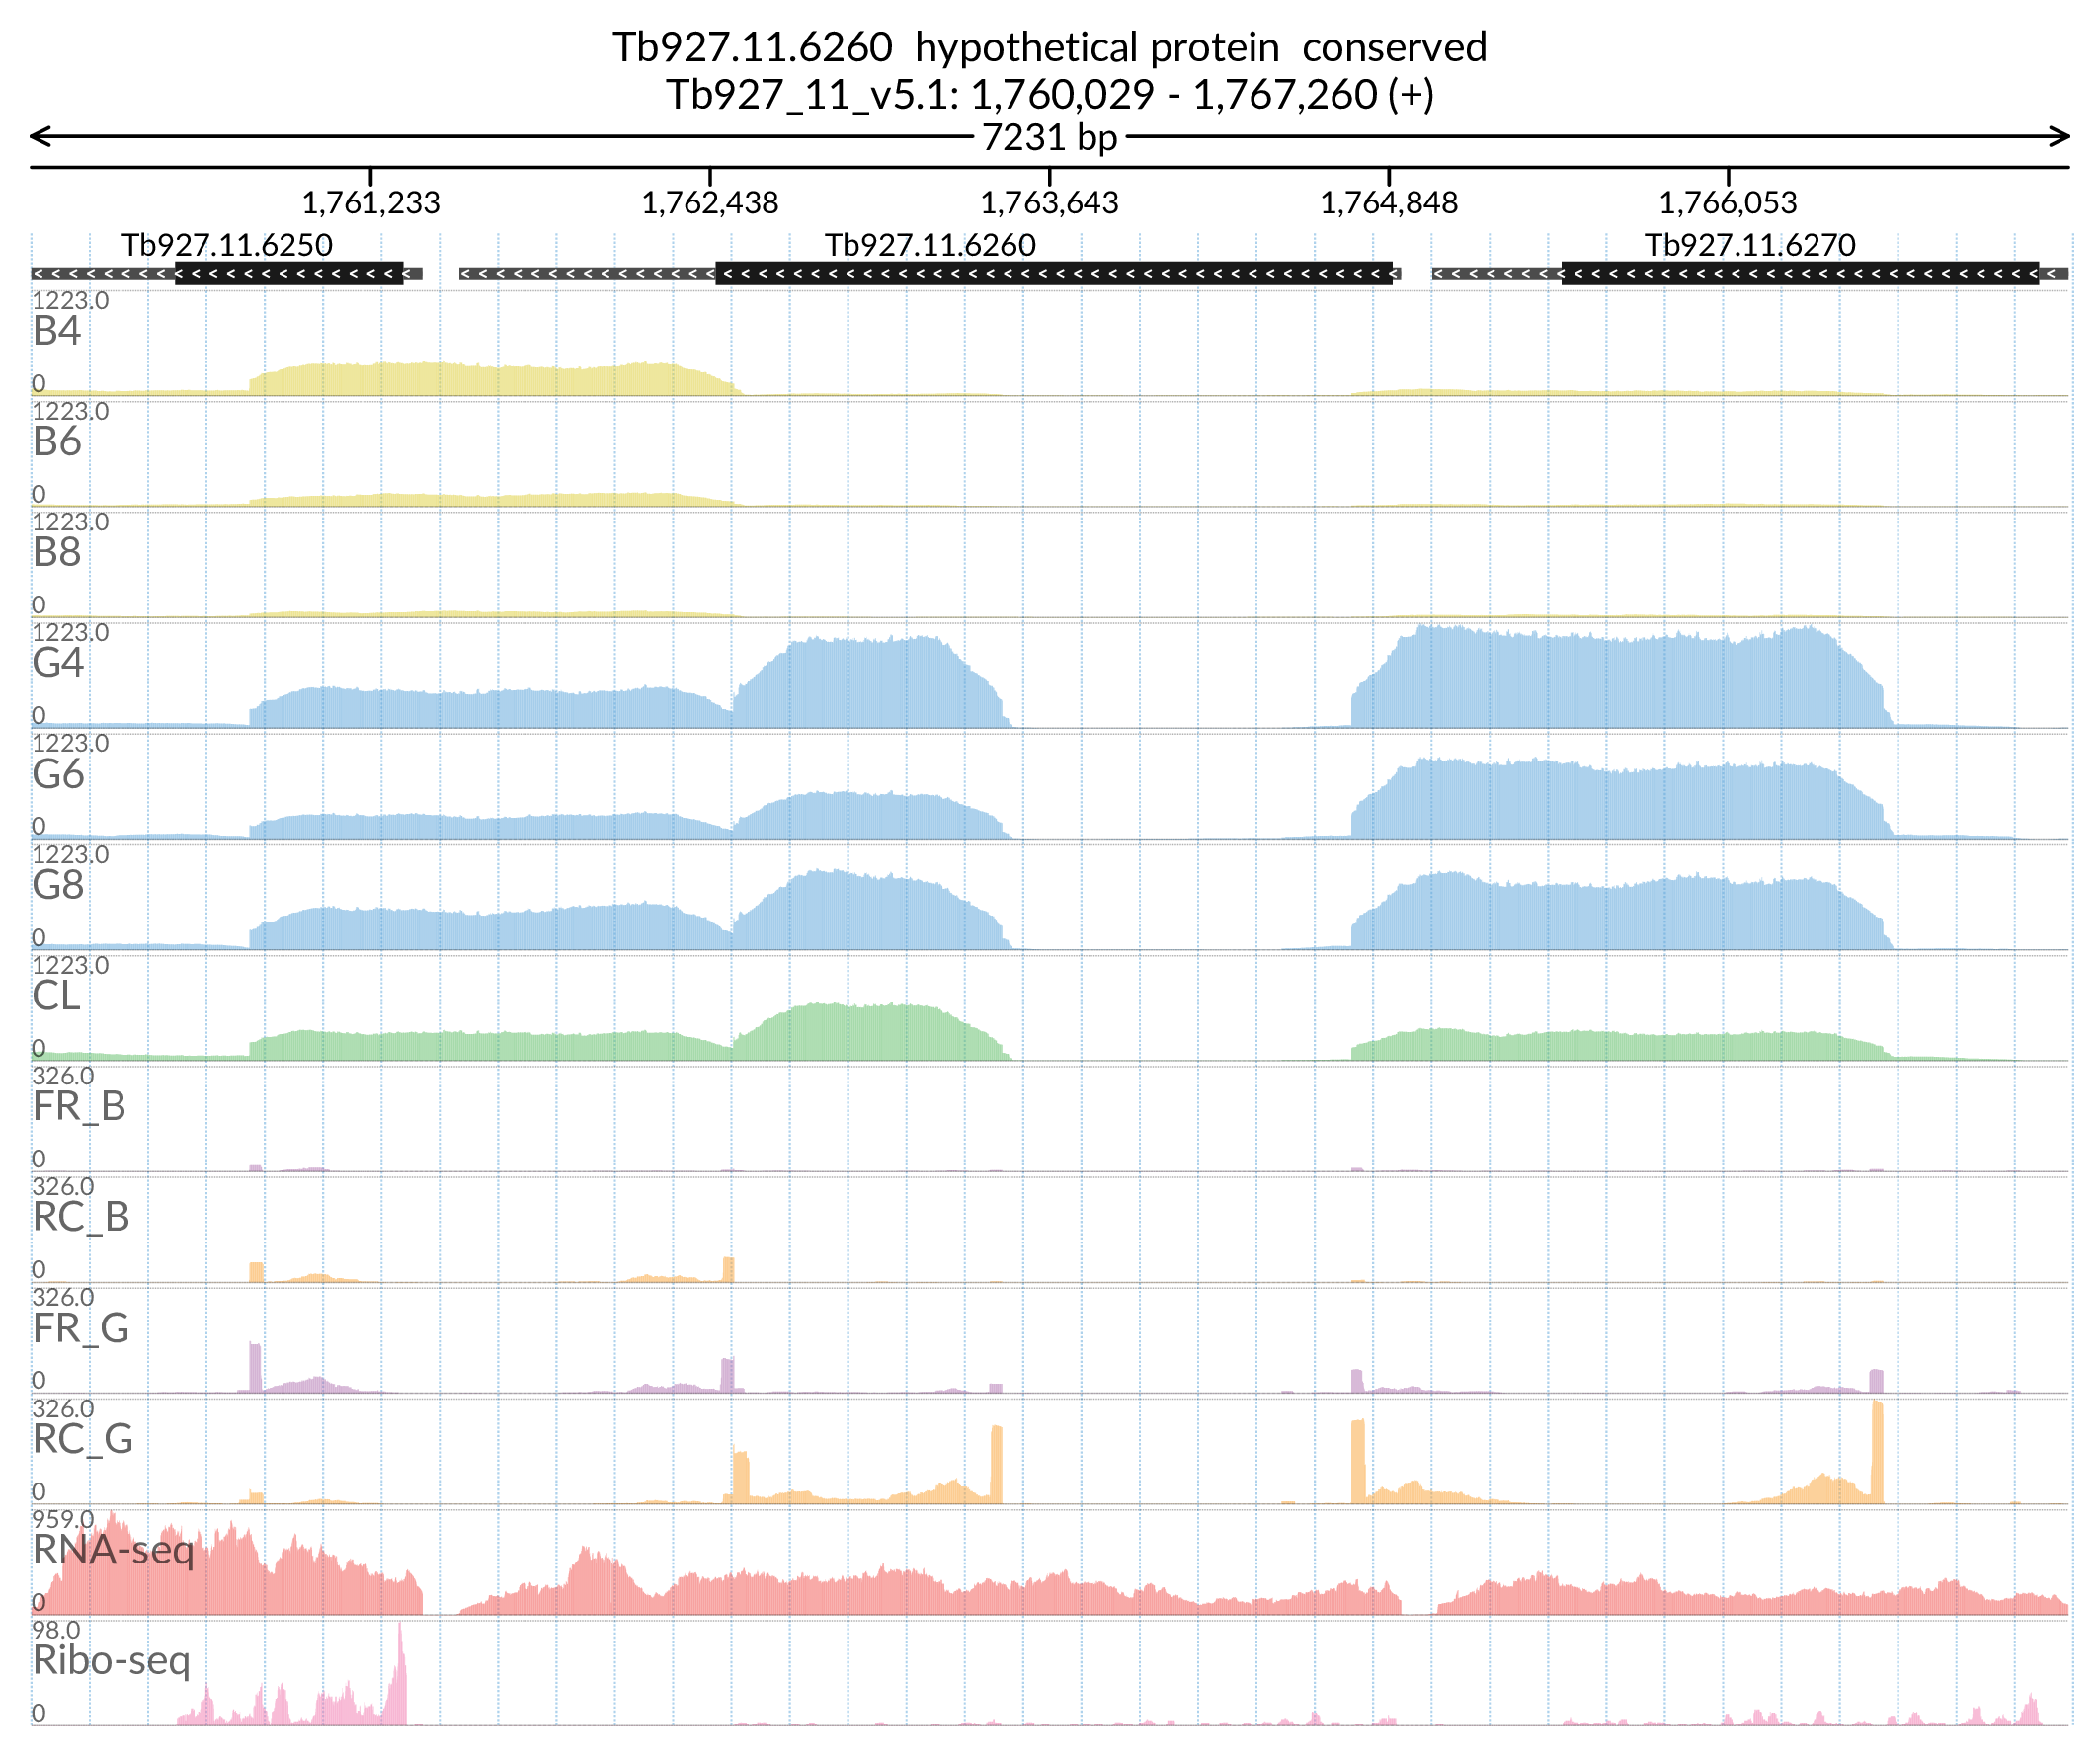 Tb927.11.6260 hypothetical protein conserved
Tb927_11_v5.1: 1,760,029 - 1,767,260 (+)
7231 bp
1,761,233 1,762,438 1,763,643 1,764,848 1,766,053
Tb927.11.6250 Tb927.11.6260 Tb927.11.6270
1223.0
B4
0
1223.0
B6
0
1223.0
B8
0
1223.0
G4
0
1223.0
G6
0
1223.0
G8
0
1223.0
CL
0
326.0
FR_B
0
326.0
RC_B
0
326.0
FR_G
0
326.0
RC_G
0
959.0
RNA-seq
0
98.0
Ribo-seq
0